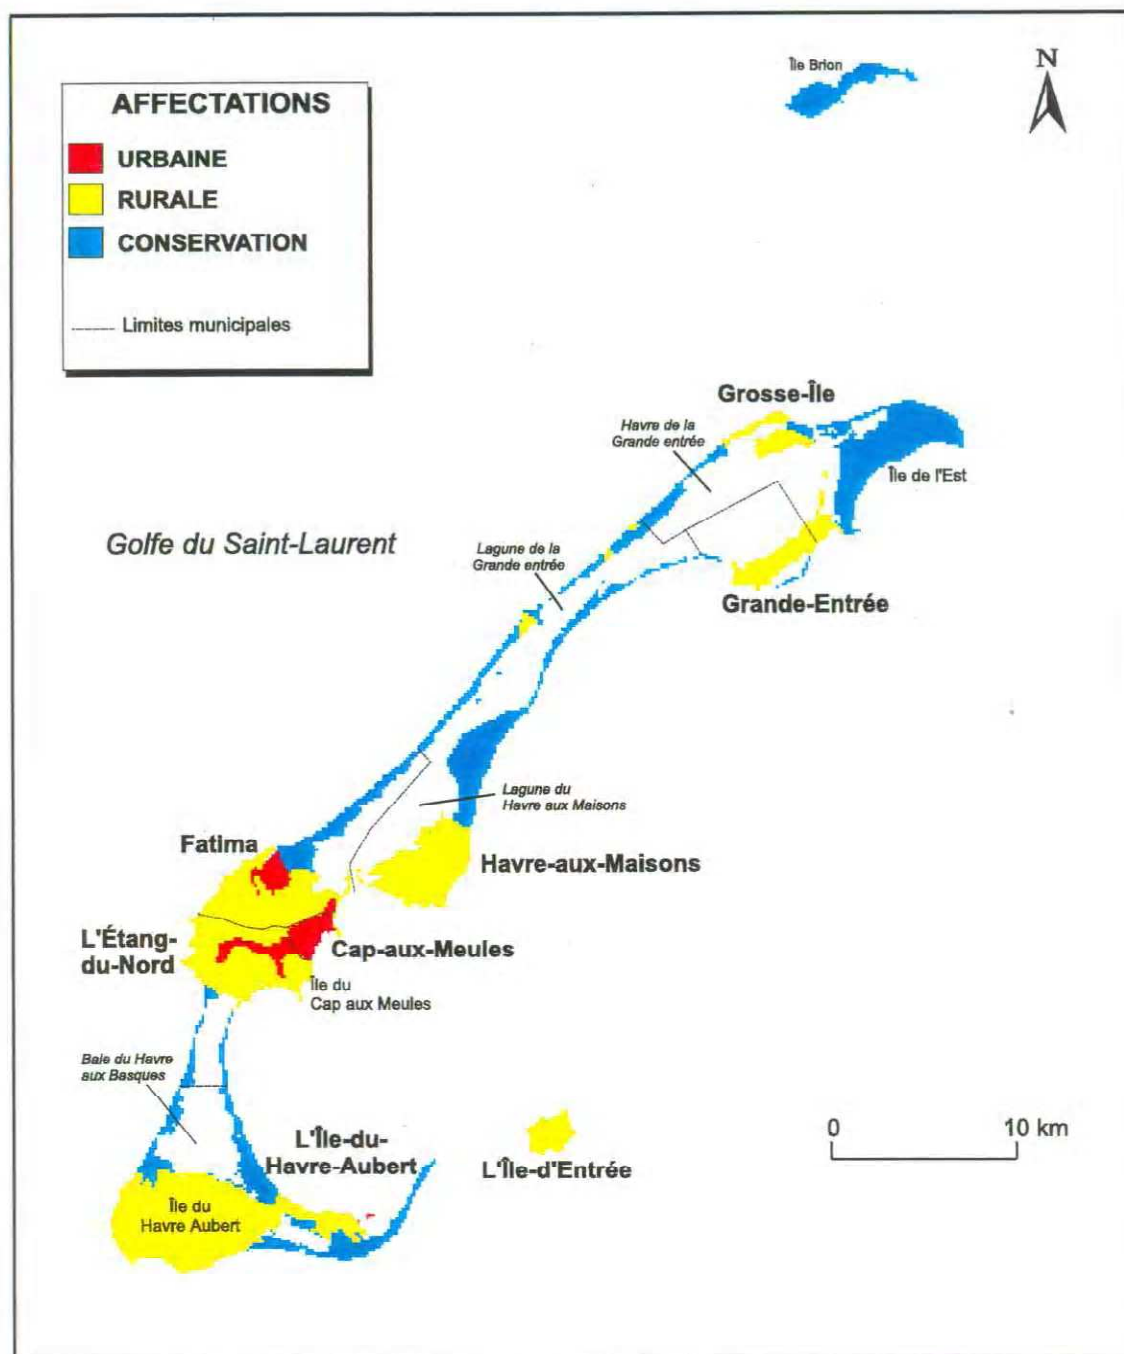 Île Brion
N
AFFECTATIONS
URBAINE
RURALE
CONSERVATION
Limites municipales
Grosse-Île
Havre de la
Grande entrée
Île de l'Est
Golfe du Saint-Laurent
Lagune de la
Grande entrée
Grande-Entrée
Lagune du
Havre aux Maisons
Fatima
Havre-aux-Maisons
L'Étang-
du-Nord
Cap-aux-Meules
Île du
Cap aux Meules
Baie du Havre
aux Basques
0 10 km
L'Île-du-
Havre-Aubert
L'Île-d'Entrée
Île du
Havre Aubert